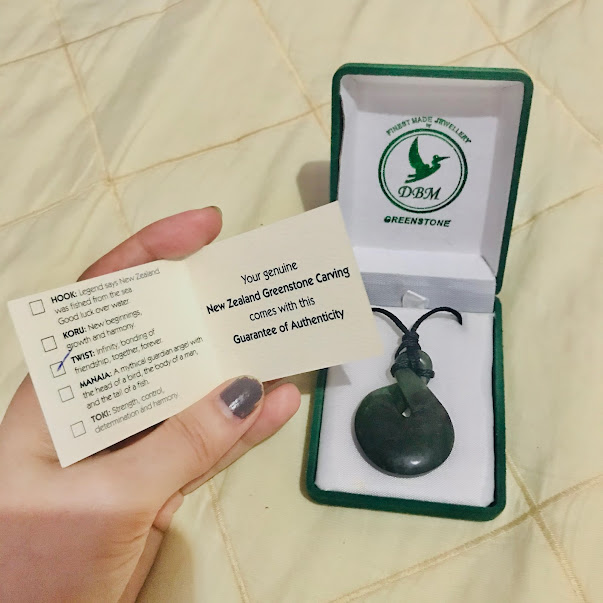 HOOK: Legend says New Zealand
was fished from the sea
Good luck over water.
KORU: New beginnings,
growth and harmony.
TWIST: Infinity, bonding of
friendship, together, forever.
MANAIA: A mythical guardian angel with
the head of a bird, the body of a man,
and the tail of a fish.
TOKI: Strength, control,
determination and harmony.
Your genuine
New Zealand Greenstone Carving
comes with this
Guarantee of Authenticity
FINEST MADE JEWELLERY
DBM
GREENSTONE